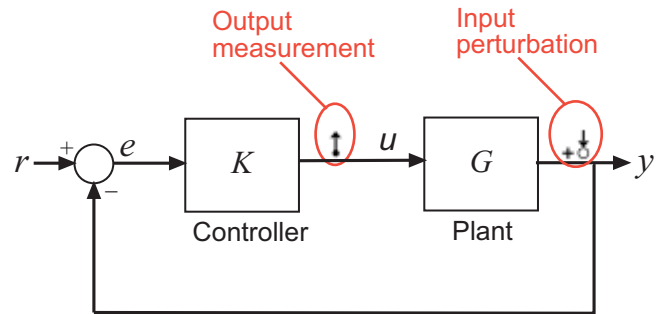 Output
measurement
Input
perturbation
r
+
−
e
K
u
G
+
y
Controller
Plant